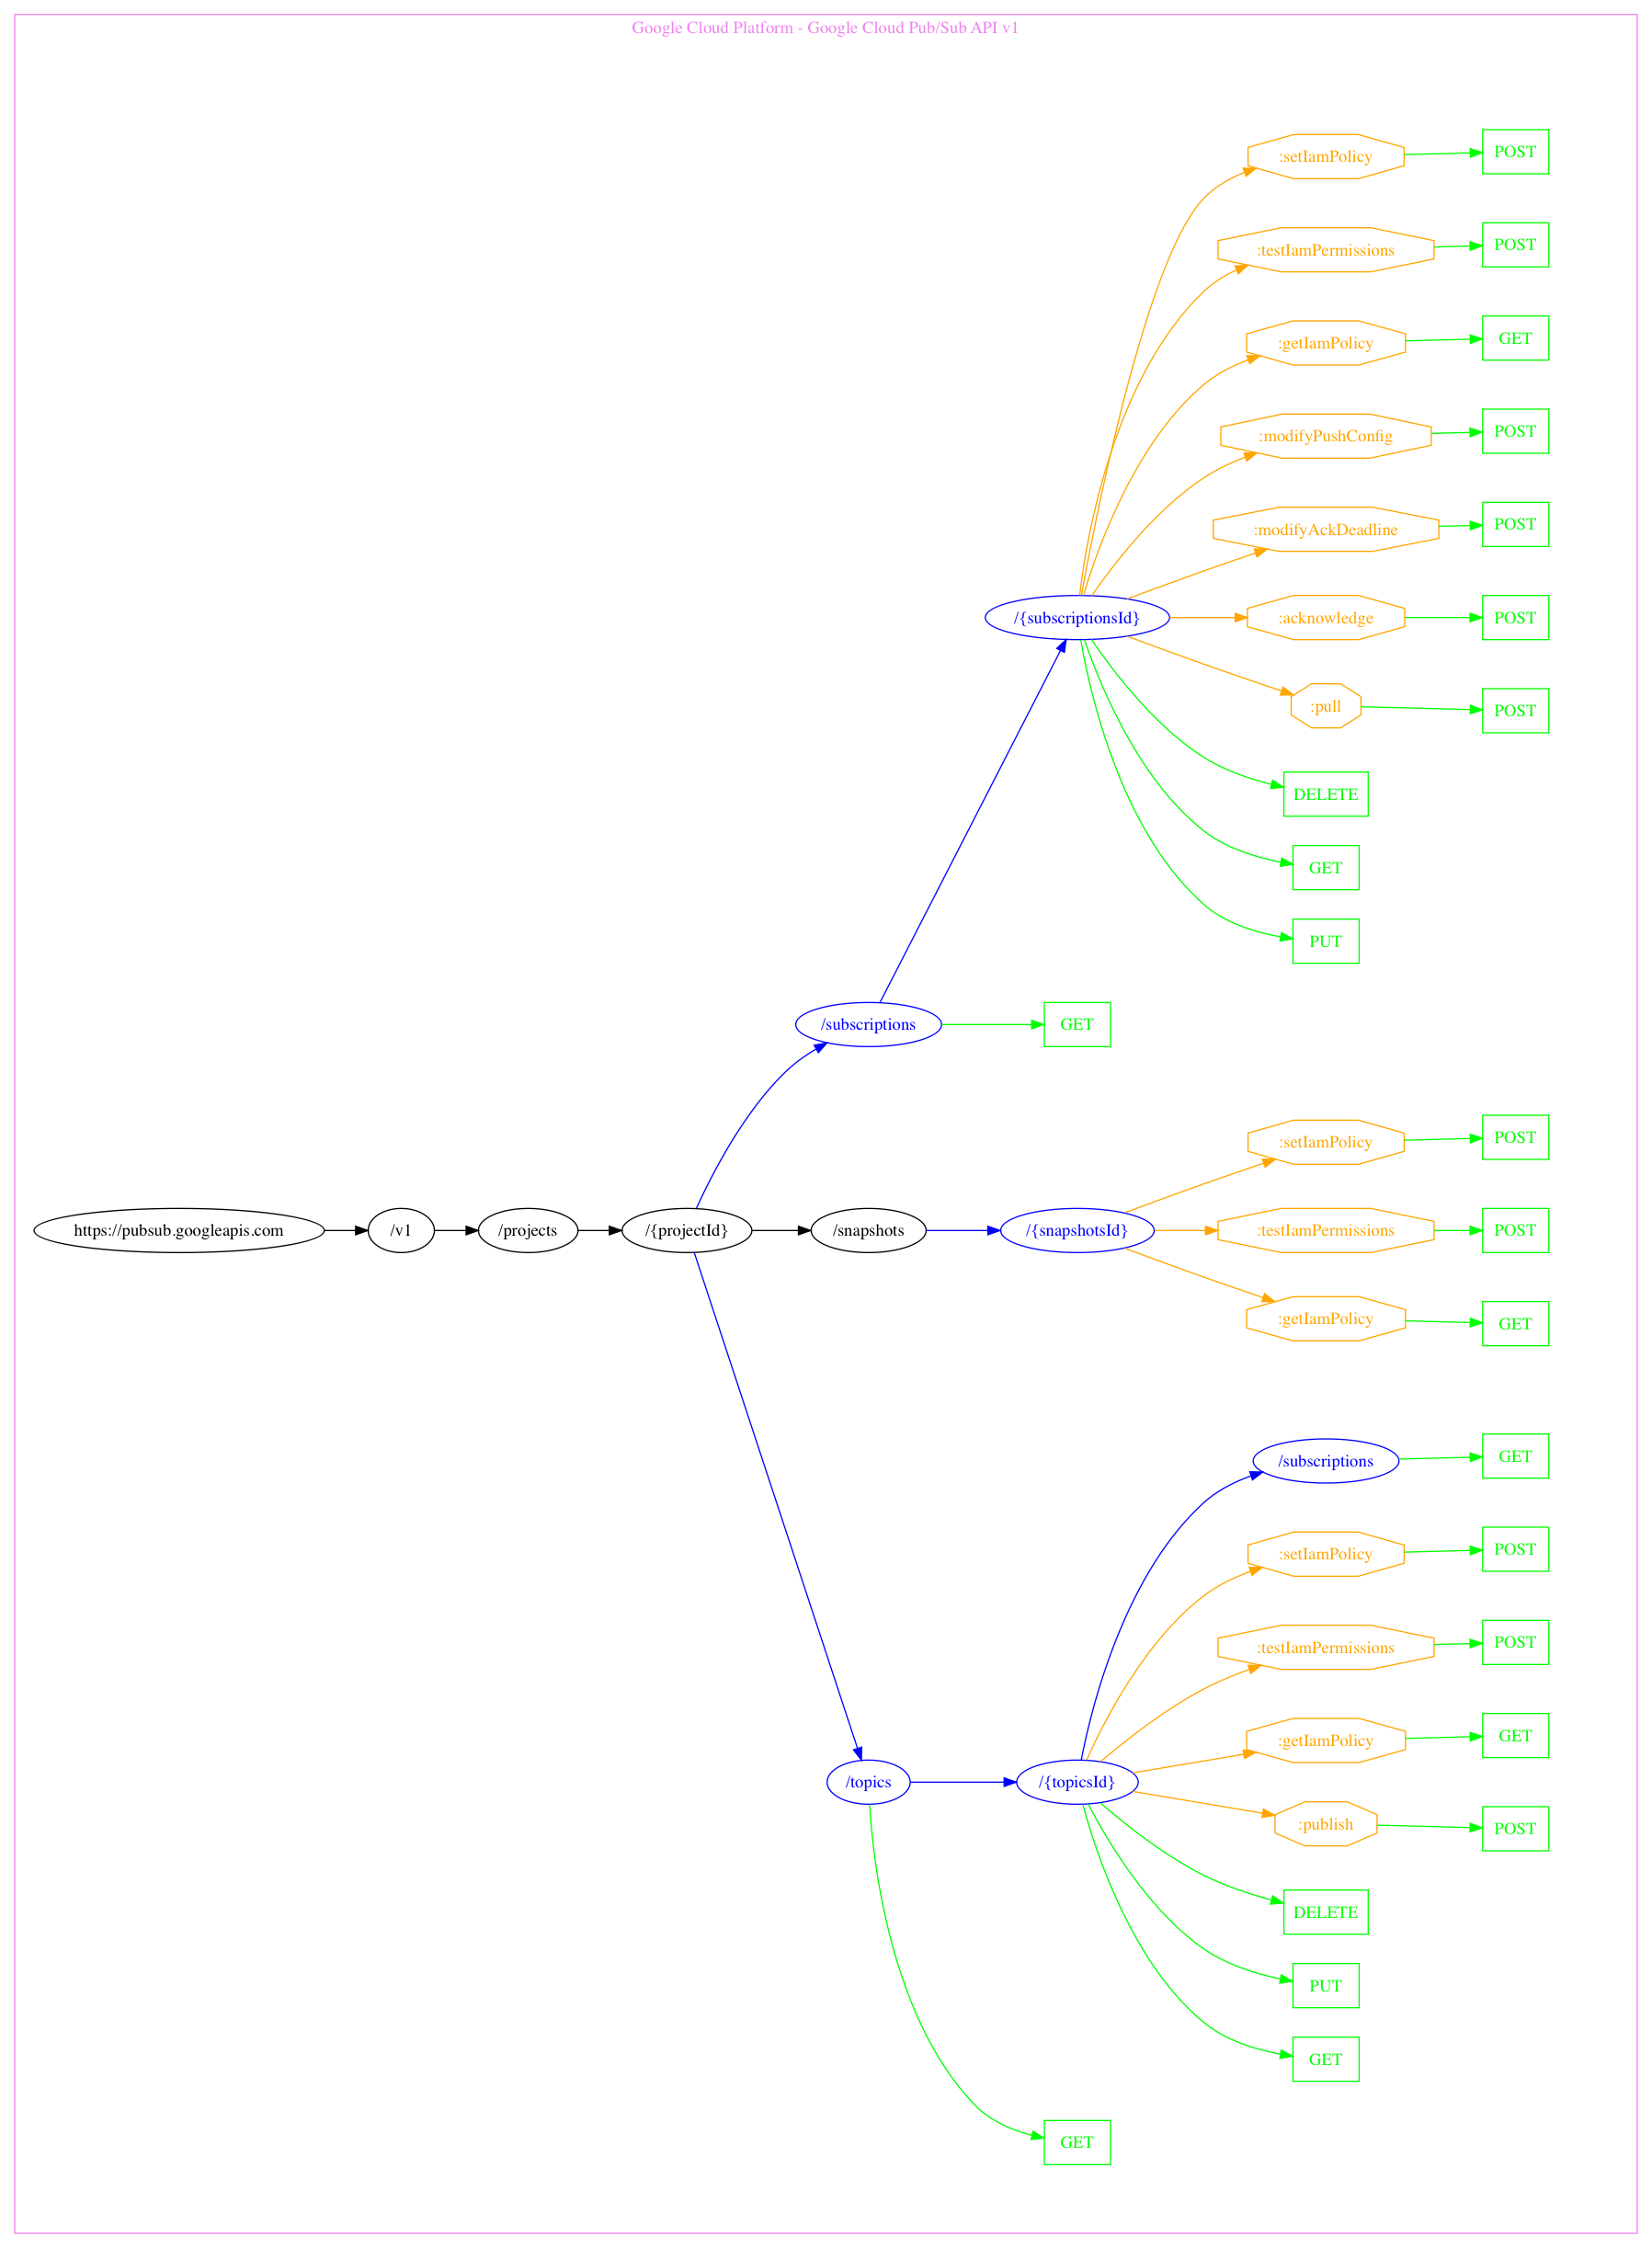 Google Cloud Platform - Google Cloud Pub/Sub API v1
:setIamPolicy
POST
:testIamPermissions
POST
:getIamPolicy
GET
:modifyPushConfig
POST
:modifyAckDeadline
POST
/{subscriptionsId}
:acknowledge
POST
:pull
POST
DELETE
GET
PUT
/subscriptions
GET
:setIamPolicy
POST
https://pubsub.googleapis.com
/v1
/projects
/{projectId}
/snapshots
/{snapshotsId}
:testIamPermissions
POST
:getIamPolicy
GET
/subscriptions
GET
:setIamPolicy
POST
:testIamPermissions
POST
:getIamPolicy
GET
/topics
/{topicsId}
:publish
POST
DELETE
PUT
GET
GET